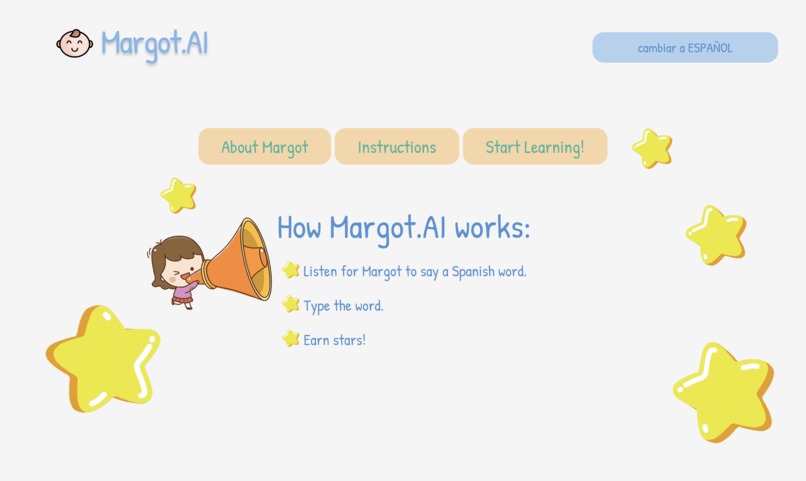 Margot.AI
cambiar a ESPAÑOL
About Margot
Instructions
Start Learning!
How Margot.AI works:
Listen for Margot to say a Spanish word.
Type the word.
Earn stars!